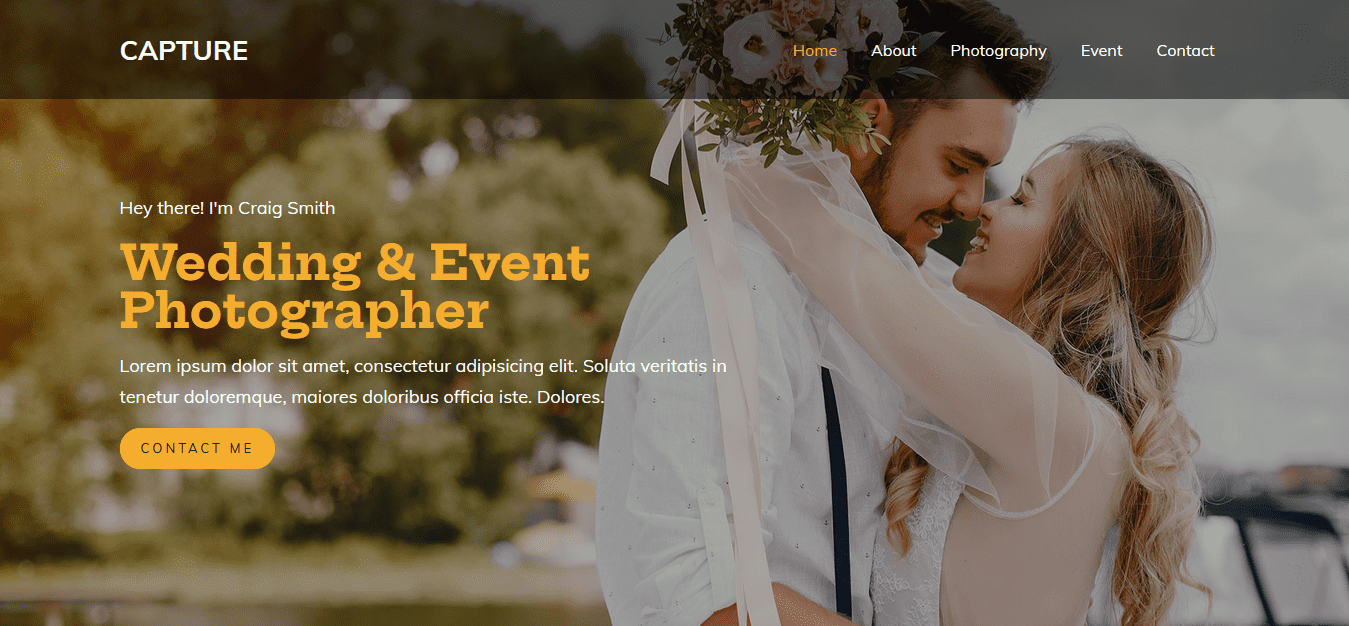 CAPTURE
Home About Photography Event Contact
Hey there! I'm Craig Smith
Wedding & Event
Photographer
Lorem ipsum dolor sit amet, consectetur adipisicing elit. Soluta veritatis in
tenetur doloremque, maiores doloribus officia iste. Dolores.
CONTACT ME